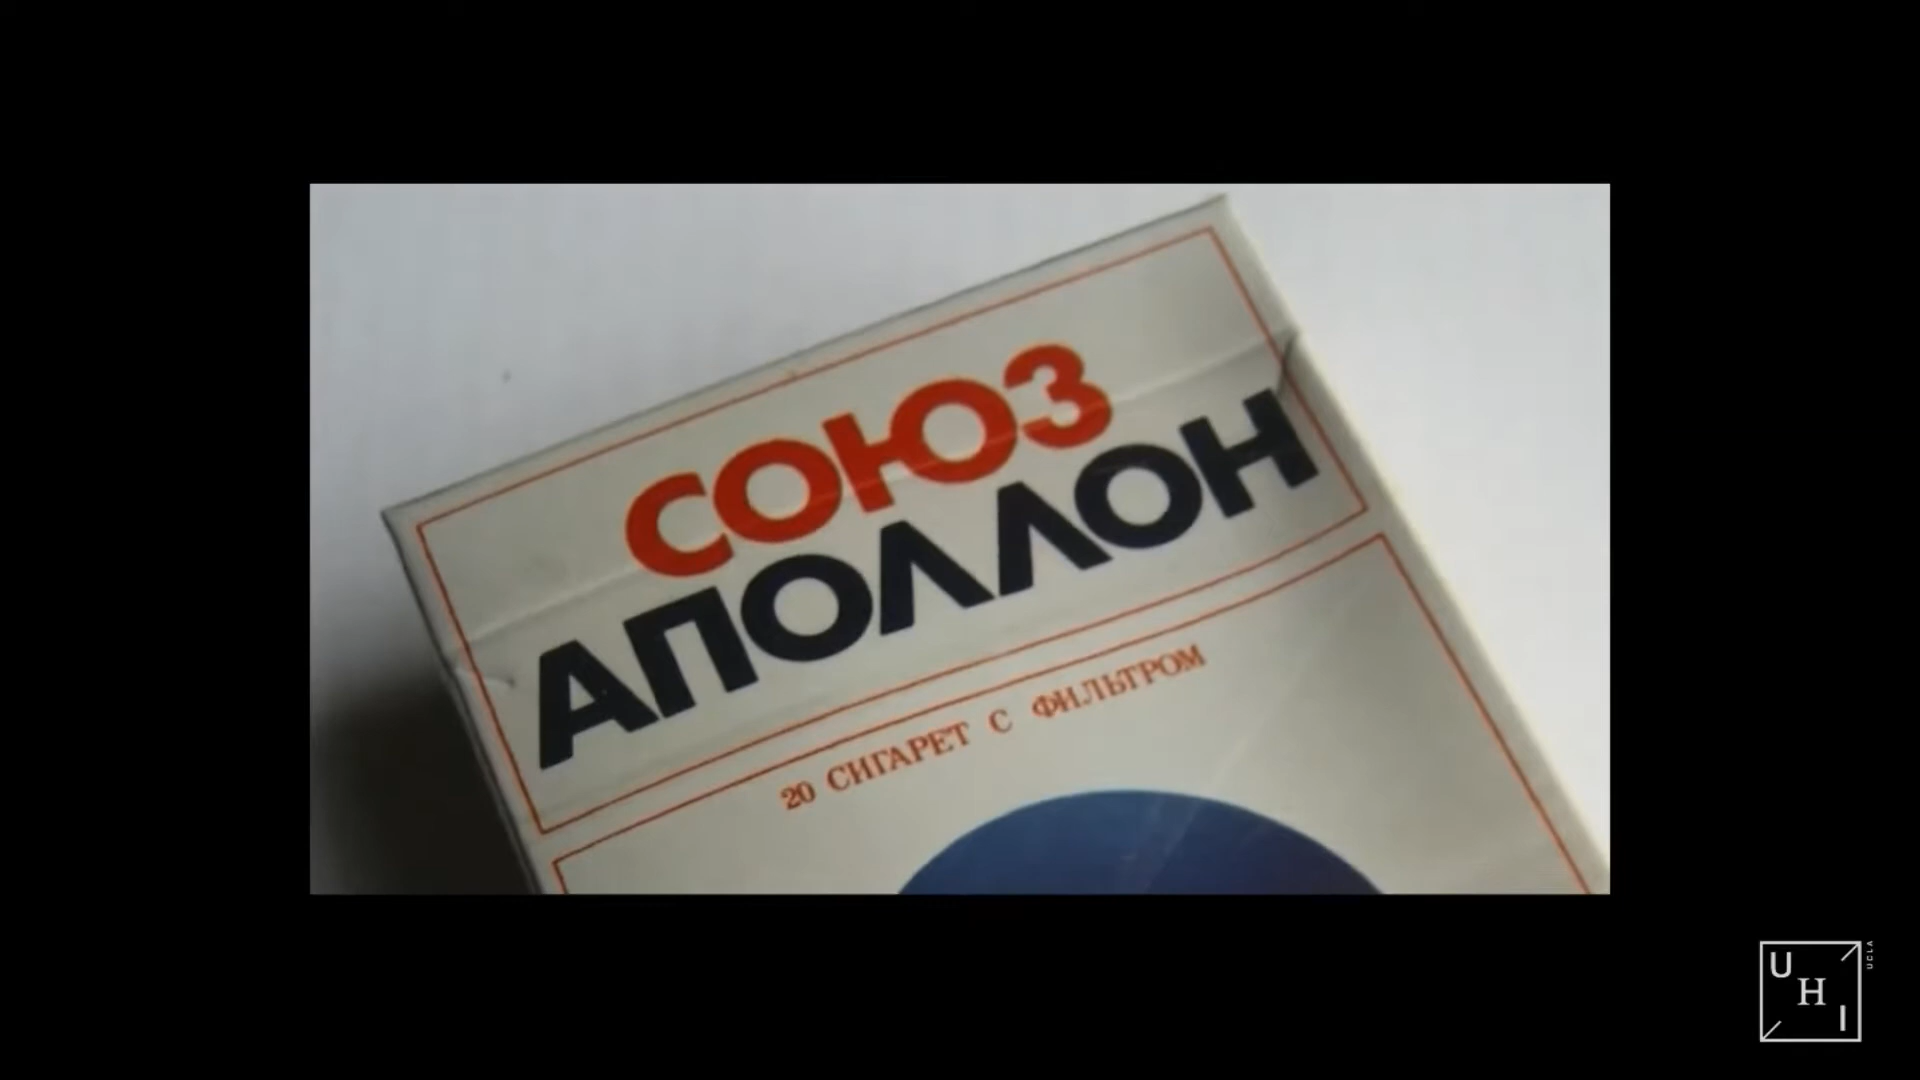 СОЮЗ
АПОЛЛОН
20 СИГАРЕТ С ФИЛЬТРОМ
U
H
I
UCLA